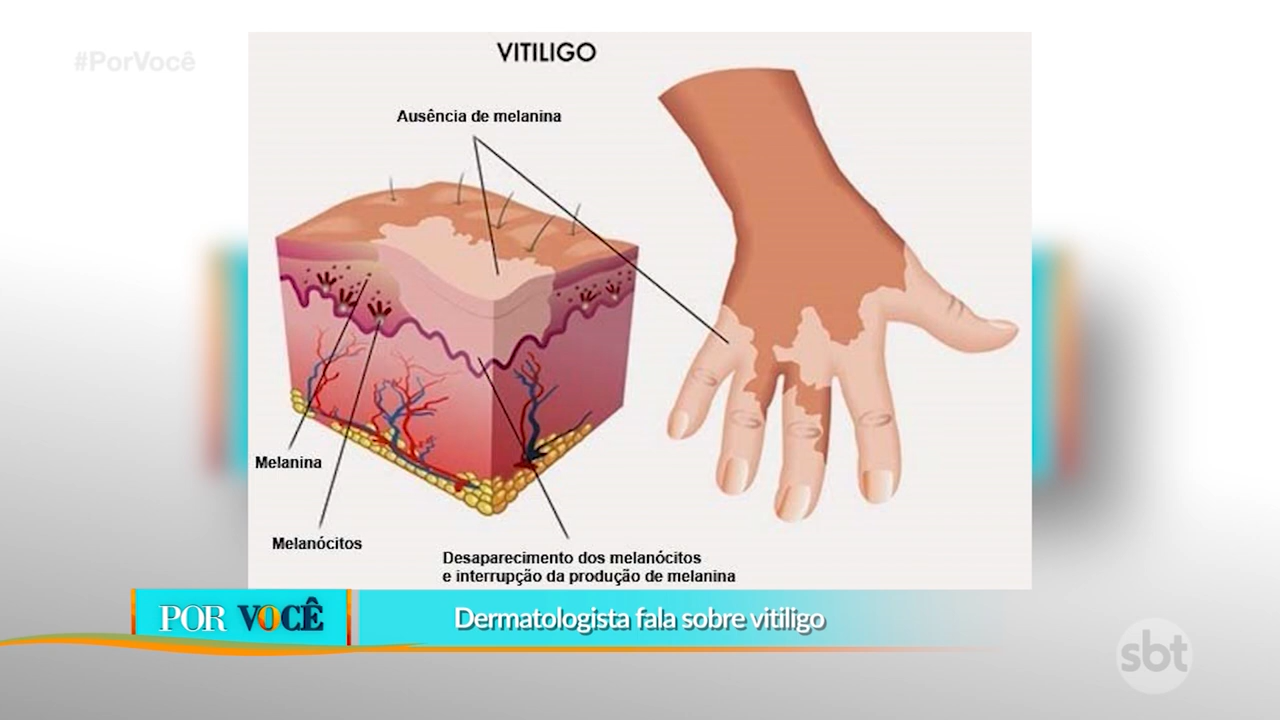 #PorVocê
VITILIGO
Ausência de melanina
Melanina
Melanócitos
Desaparecimento dos melanócitos
e interrupção da produção de melanina
POR VOCÊ
Dermatologista fala sobre vitiligo
sbt